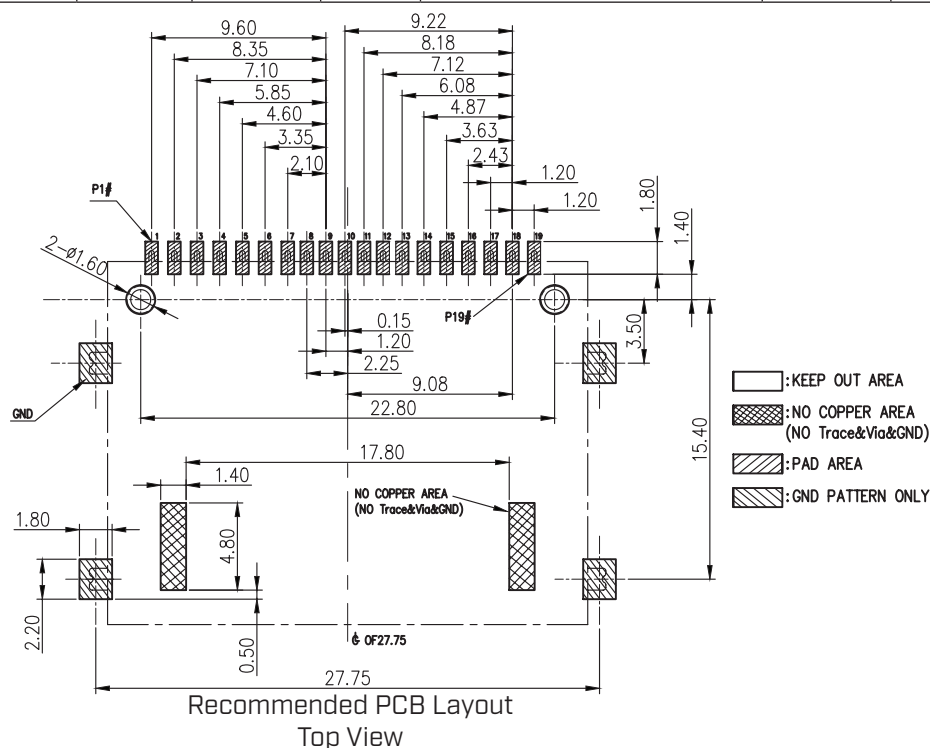 9.60
9.22
8.35
8.18
7.10
7.12
5.85
6.08
4.60
4.87
3.35
3.63
2.10
2.43
1.20
1.20
1.80
1.40
P1#
1 2 3 4 5 6 7 8 9 10 11 12 13 14 15 16 17 18 19
2-ø1.60
P19#
0.15
1.20
3.50
2.25
9.08
GND
22.80
15.40
:KEEP OUT AREA
:NO COPPER AREA
(NO Trace&Via&GND)
:PAD AREA
:GND PATTERN ONLY
17.80
1.40
NO COPPER AREA
(NO Trace&Via&GND)
1.80
4.80
2.20
0.50
OF27.75
27.75
Recommended PCB Layout
Top View